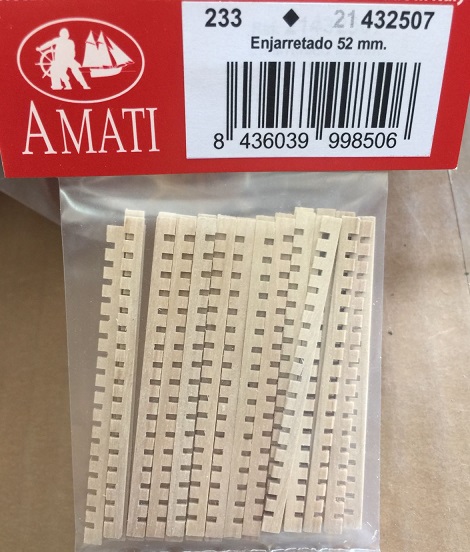 233 ◆ 21 432507
Enjarretado 52 mm.
8 436039 998506
AMATI